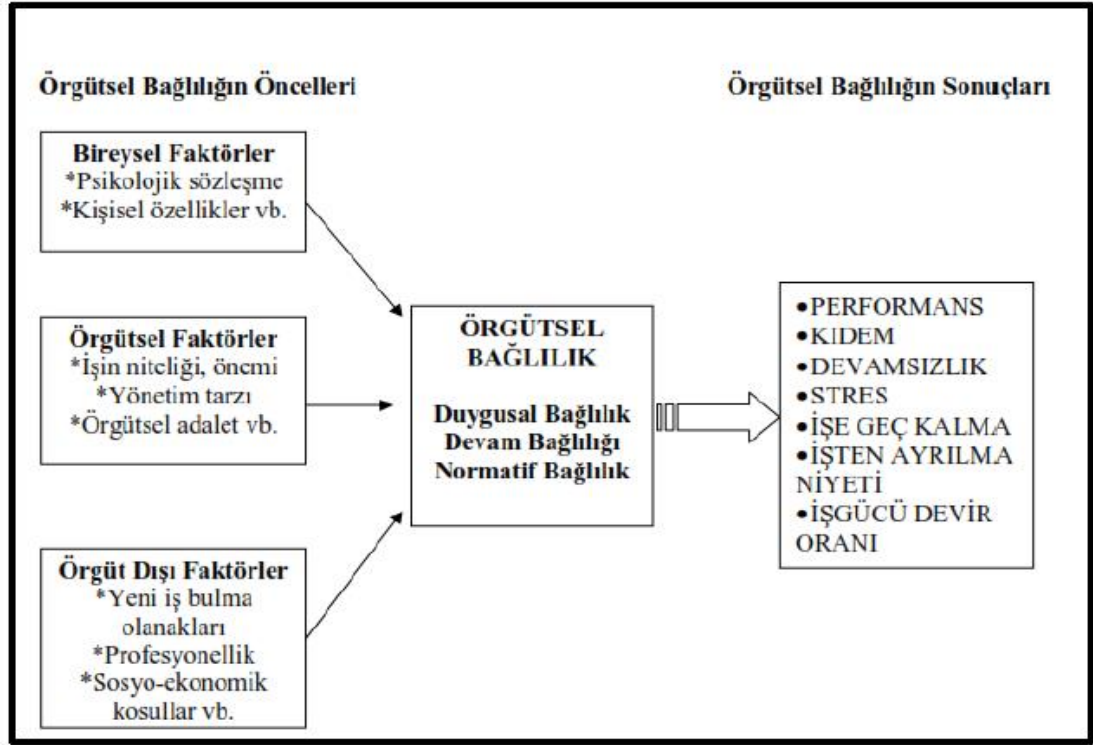 Örgütsel Bağlılığın Öncelleri
Örgütsel Bağlılığın Sonuçları
Bireysel Faktörler
*Psikolojik sözleşme
*Kişisel özellikler vb.
Örgütsel Faktörler
*İşin niteliği, önemi
*Yönetim tarzı
*Örgütsel adalet vb.
Örgüt Dışı Faktörler
*Yeni iş bulma
olanakları
*Profesyonellik
*Sosyo-ekonomik
kosullar vb.
ÖRGÜTSEL
BAĞLILIK
Duygusal Bağlılık
Devam Bağlılığı
Normatif Bağlılık
•PERFORMANS
•KIDEM
•DEVAMSIZLIK
•STRES
•İŞE GEÇ KALMA
•İŞTEN AYRILMA
NİYETİ
•İŞGÜCÜ DEVİR
ORANI